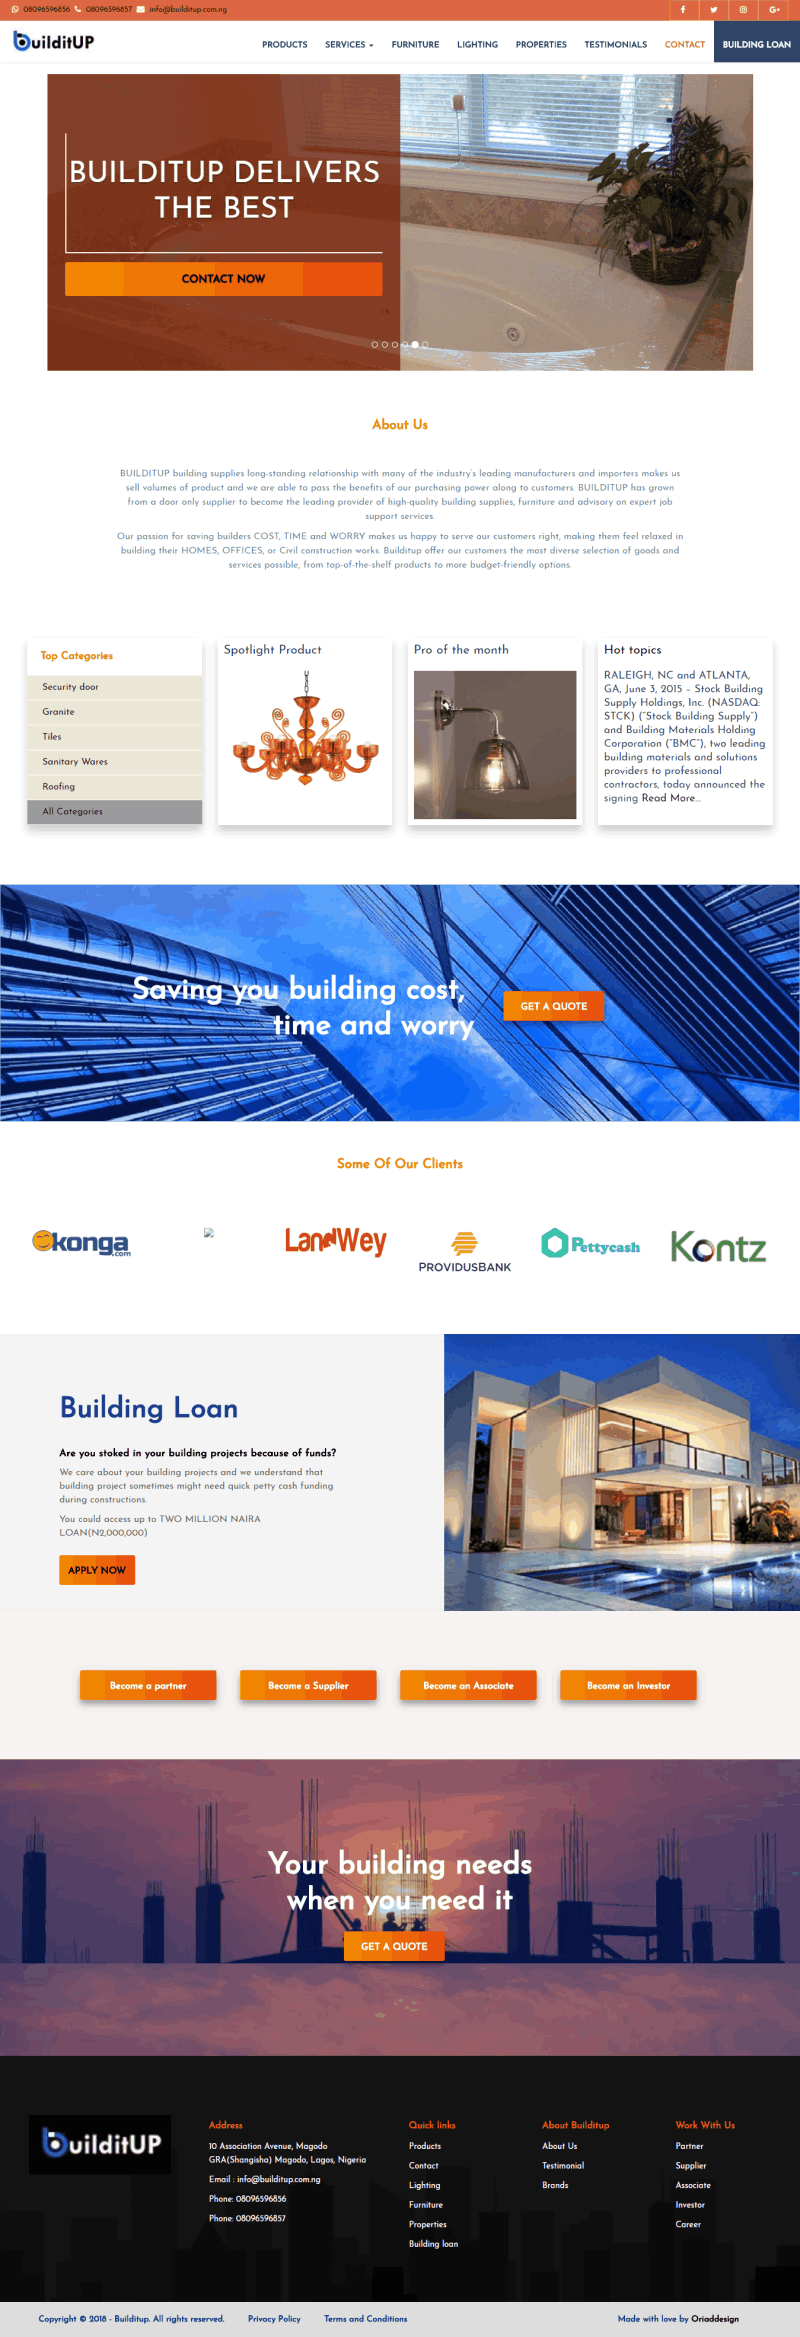 08096596856 08096596857 info@builditup.com.ng
builditUP
PRODUCTS SERVICES FURNITURE LIGHTING PROPERTIES TESTIMONIALS CONTACT BUILDING LOAN
BUILDITUP DELIVERS
THE BEST
CONTACT NOW
About Us
BUILDITUP building supplies long-standing relationship with many of the industry's leading manufacturers and importers makes us
sell volumes of product and we are able to pass the benefits of our purchasing power along to customers. BUILDITUP has grown
from a door only supplier to become the leading provider of high-quality building supplies, furniture and advisory on expert job
support services.
Our passion for saving builders COST, TIME and WORRY makes us happy to serve our customers right, making them feel relaxed in
building their HOMES, OFFICES, or Civil construction works. Builditup offer our customers the most diverse selection of goods and
services possible, from top-of-the-shelf products to more budget-friendly options.
Top Categories
Security door
Granite
Tiles
Sanitary Wares
Roofing
All Categories
Spotlight Product
Pro of the month
Hot topics
RALEIGH, NC and ATLANTA,
GA, June 3, 2015 – Stock Building
Supply Holdings, Inc. (NASDAQ:
STCK) ("Stock Building Supply")
and Building Materials Holding
Corporation ("BMC"), two leading
building materials and solutions
providers to professional
contractors, today announced the
signing Read More...
Saving you building cost,
time and worry
GET A QUOTE
Some Of Our Clients
konga.com
LandWey
PROVIDUSBANK
Pettycash
Kontz
Building Loan
Are you stoked in your building projects because of funds?
We care about your building projects and we understand that
building project sometimes might need quick petty cash funding
during constructions.
You could access up to TWO MILLION NAIRA
LOAN(N2,000,000)
APPLY NOW
Become a partner
Become a Supplier
Become an Associate
Become an Investor
Your building needs
when you need it
GET A QUOTE
builditUP
Address
10 Association Avenue, Magodo
GRA(Shangisha) Magodo, Lagos, Nigeria
Email : info@builditup.com.ng
Phone: 08096596856
Phone: 08096596857
Quick links
Products
Contact
Lighting
Furniture
Properties
Building loan
About Builditup
About Us
Testimonial
Brands
Work With Us
Partner
Supplier
Associate
Investor
Career
Copyright © 2018 - Builditup. All rights reserved. Privacy Policy Terms and Conditions Made with love by Oriaddesign